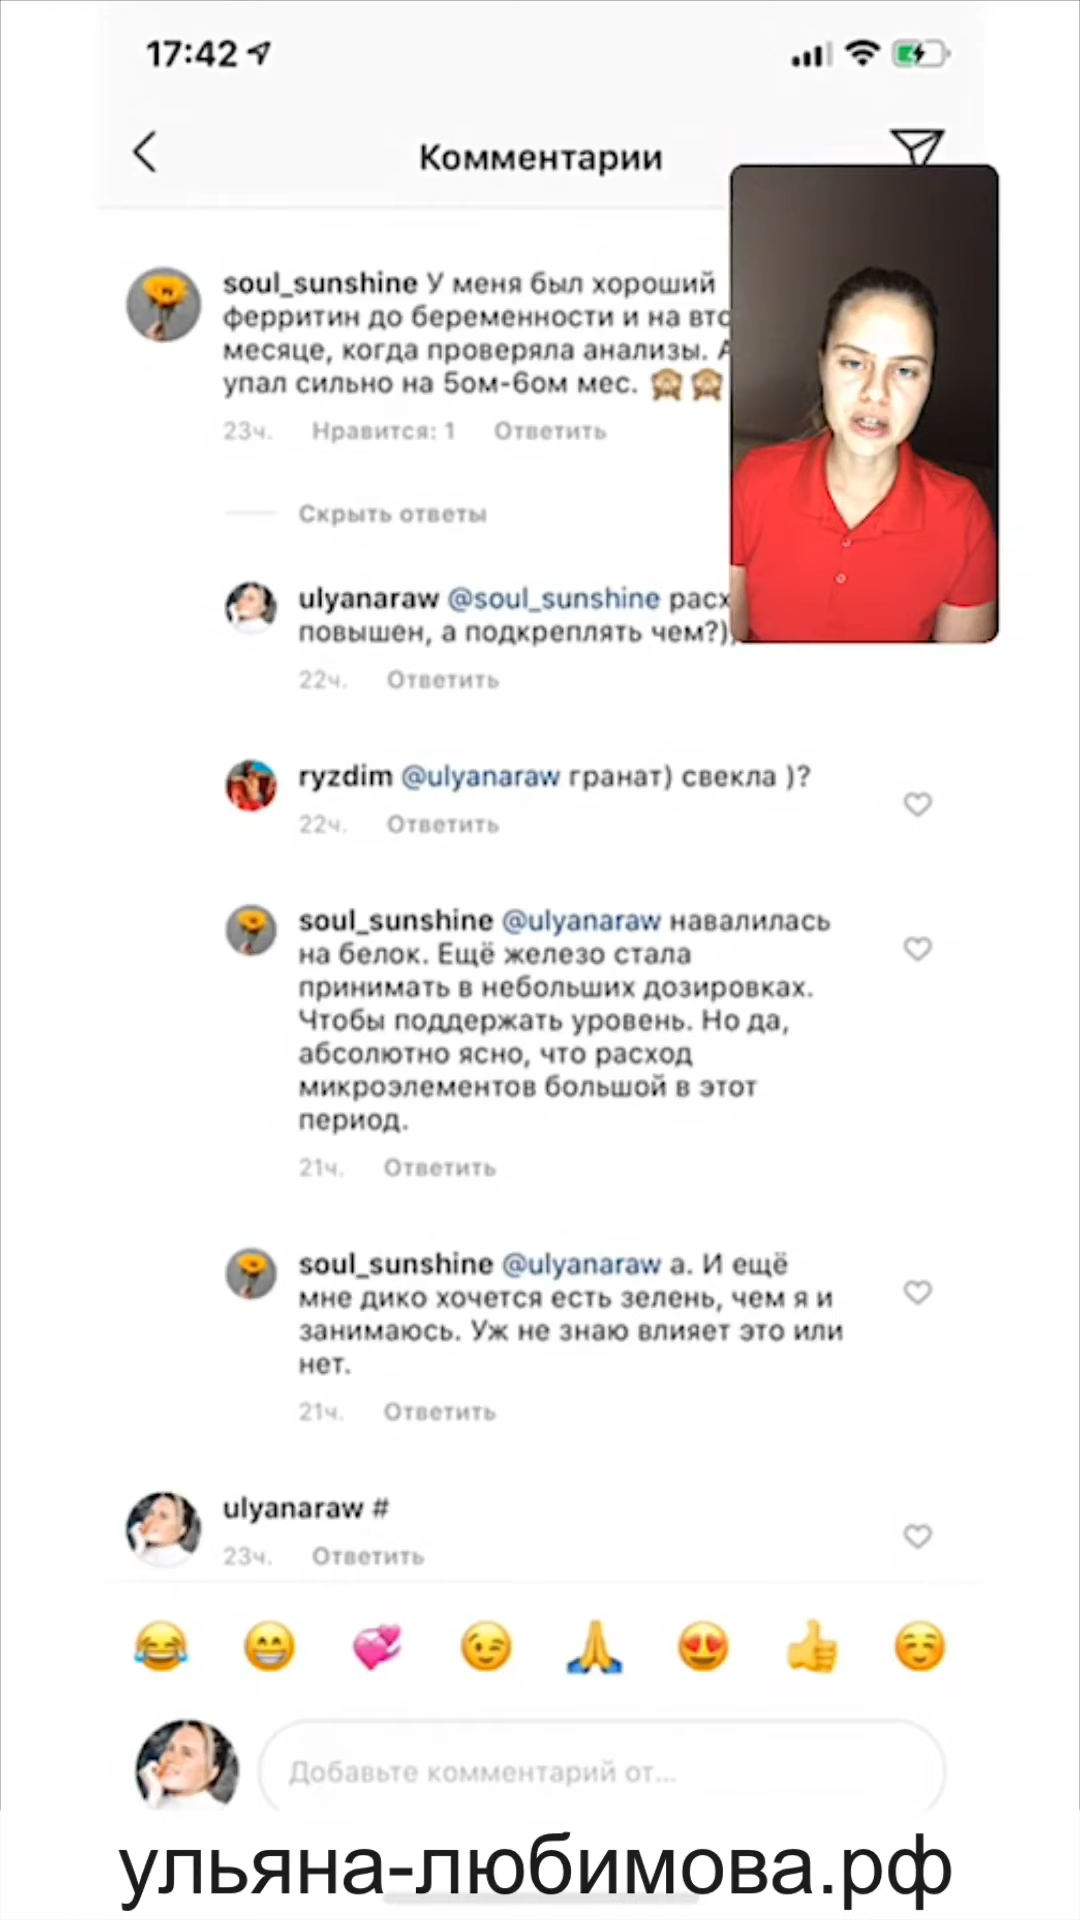 17:42
Комментарии
soul_sunshine У меня был хороший
ферритин до беременности и на
месяце, когда проверяла анализы.
упал сильно на 5ом-6ом мес. 🙈🙈
23ч. Нравится: 1 Ответить
Скрыть ответы
ulyanaraw @soul_sunshine
повышен, а подкреплять чем?)
22ч. Ответить
ryzdim @ulyanaraw гранат) свекла )?
22ч. Ответить
soul_sunshine @ulyanaraw навалилась
на белок. Ещё железо стала
принимать в небольших дозировках.
Чтобы поддержать уровень. Но да,
абсолютно ясно, что расход
микроэлементов большой в этот
период.
21ч. Ответить
soul_sunshine @ulyanaraw а. И ещё
мне дико хочется есть зелень, чем я и
занимаюсь. Уж не знаю влияет это или
нет.
21ч. Ответить
ulyanaraw #
23ч. Ответить
😂 😁 💞 😉 🙏 😍 👍 ☺️
Добавьте комментарий от...
ульяна-любимова.рф